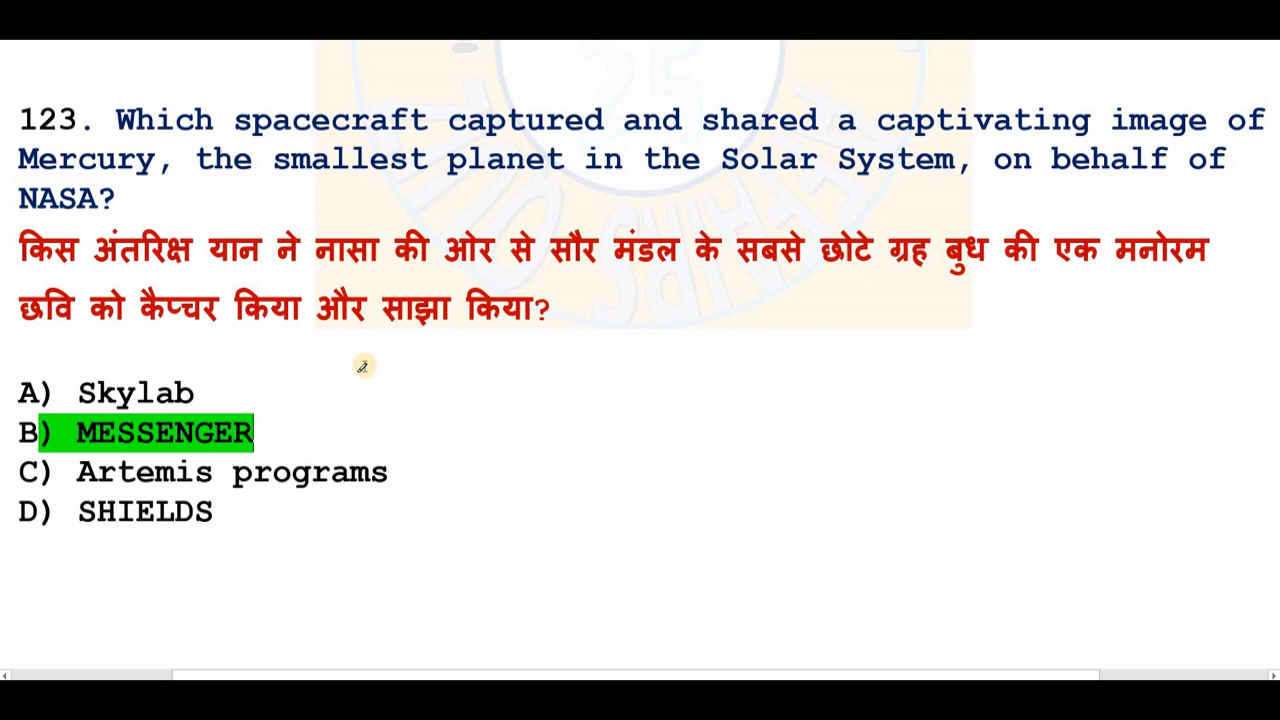 123. Which spacecraft captured and shared a captivating image of
Mercury, the smallest planet in the Solar System, on behalf of
NASA?
किस अंतरिक्ष यान ने नासा की ओर से सौर मंडल के सबसे छोटे ग्रह बुध की एक मनोरम
छवि को कैप्चर किया और साझा किया?
A) Skylab
B) MESSENGER
C) Artemis programs
D) SHIELDS